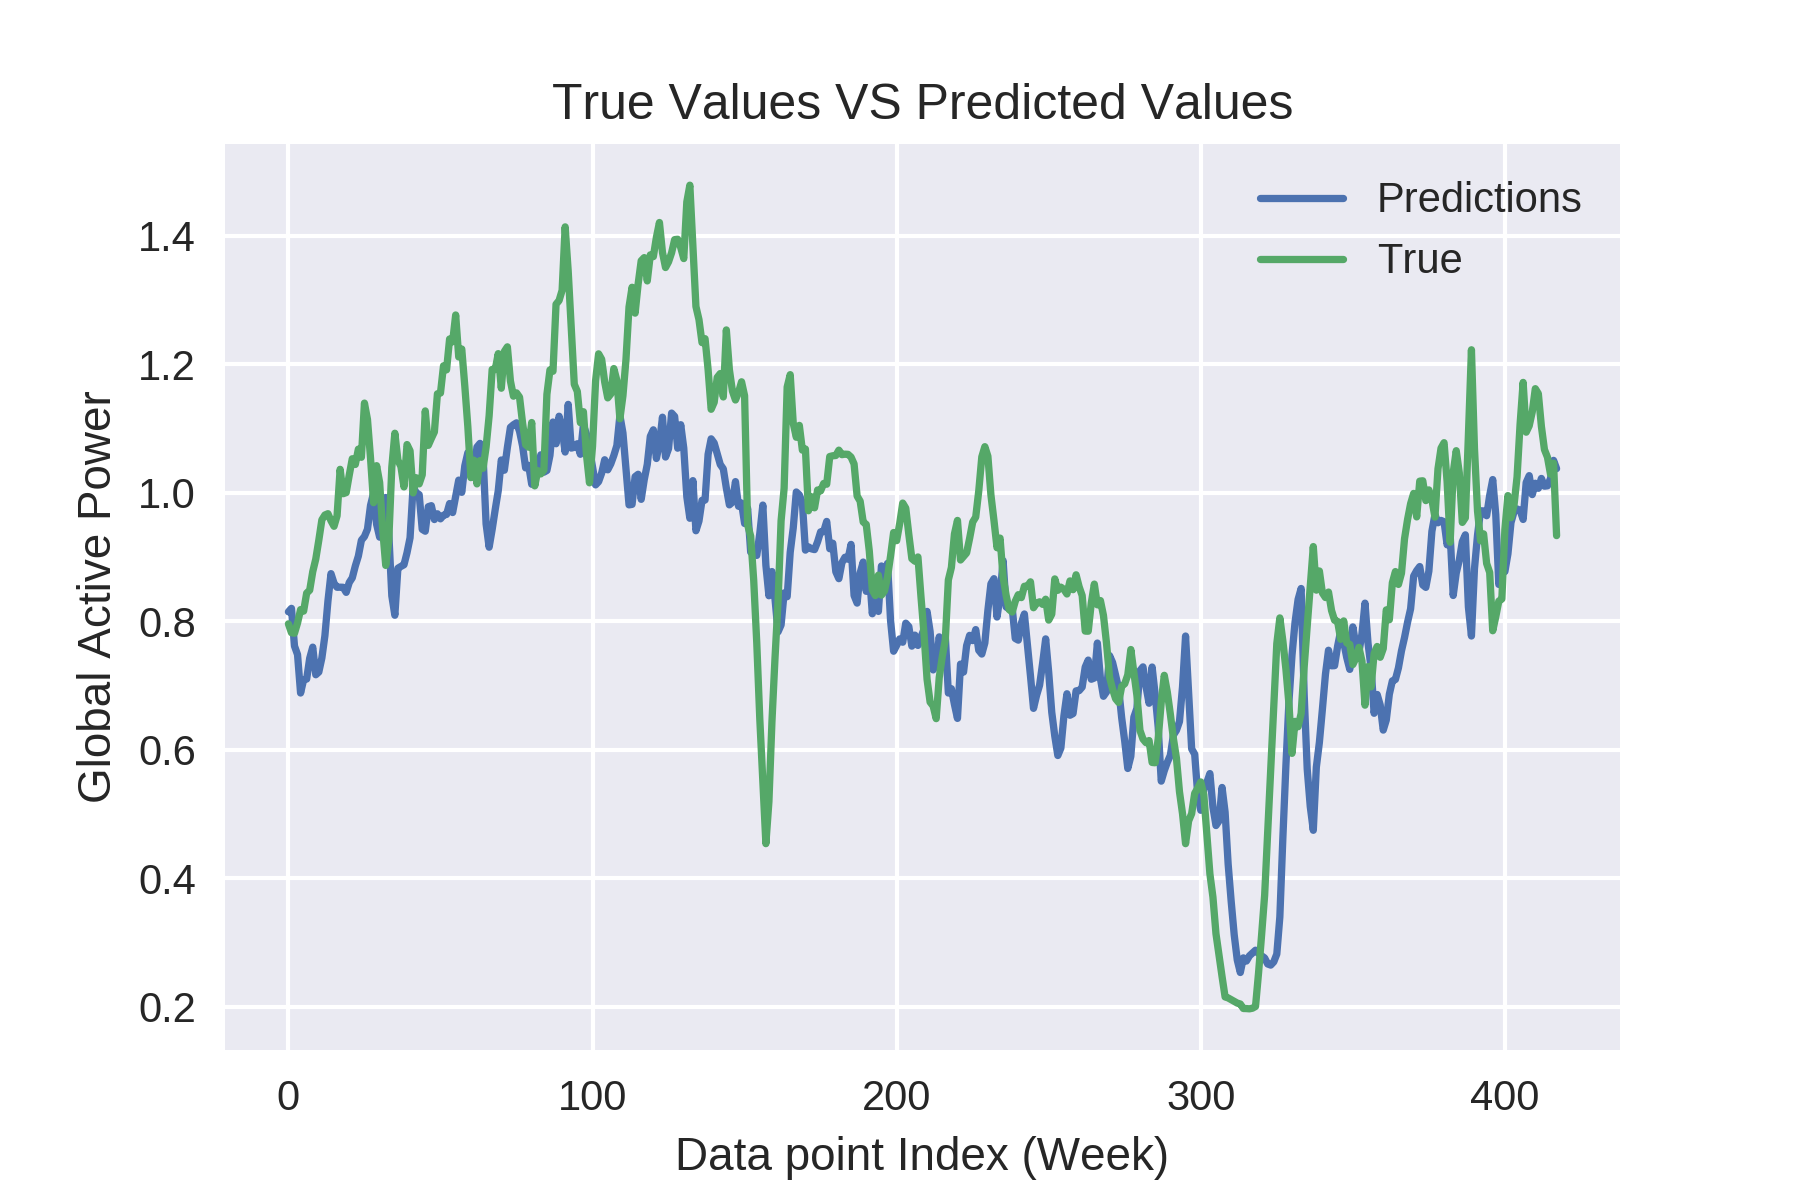 True Values VS Predicted Values
Predictions
True
Global Active Power
1.4
1.2
1.0
0.8
0.6
0.4
0.2
0 100 200 300 400
Data point Index (Week)